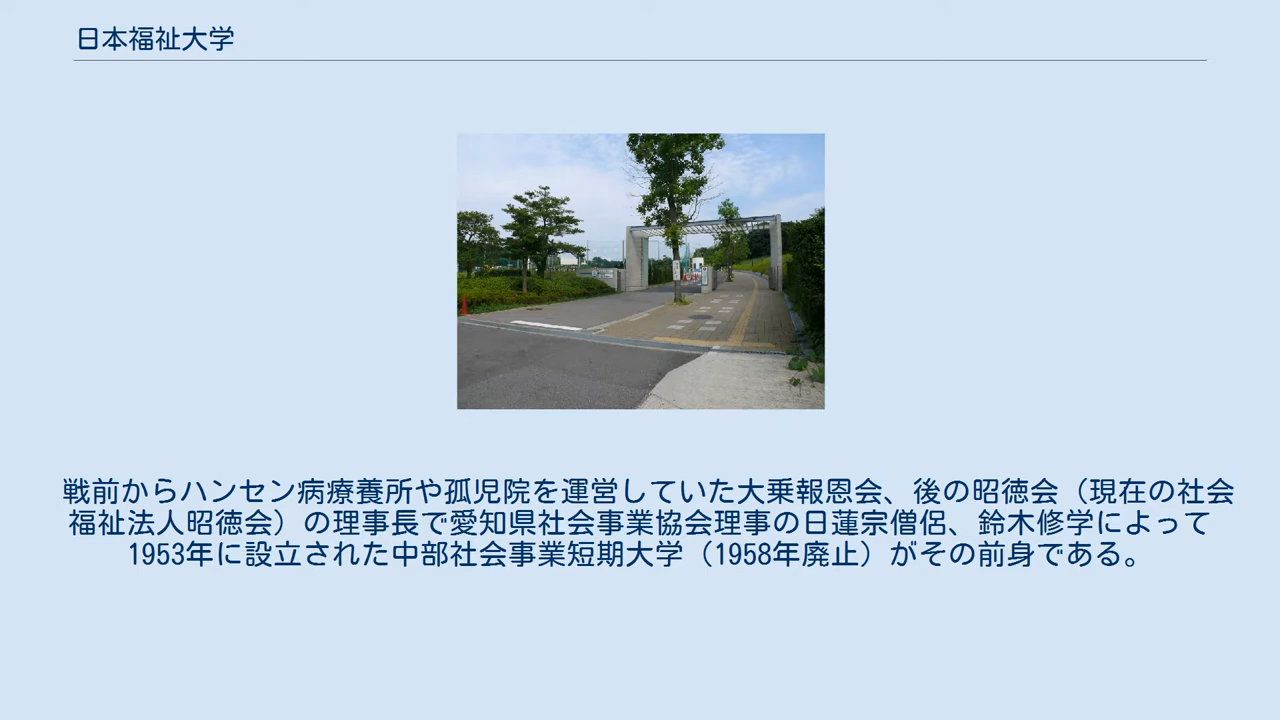 日本福祉大学
戦前からハンセン病療養所や孤児院を運営していた大乗報恩会、後の昭徳会（現在の社会
福祉法人昭徳会）の理事長で愛知県社会事業協会理事の日蓮宗僧侶、鈴木修学によって
1953年に設立された中部社会事業短期大学（1958年廃止）がその前身である。